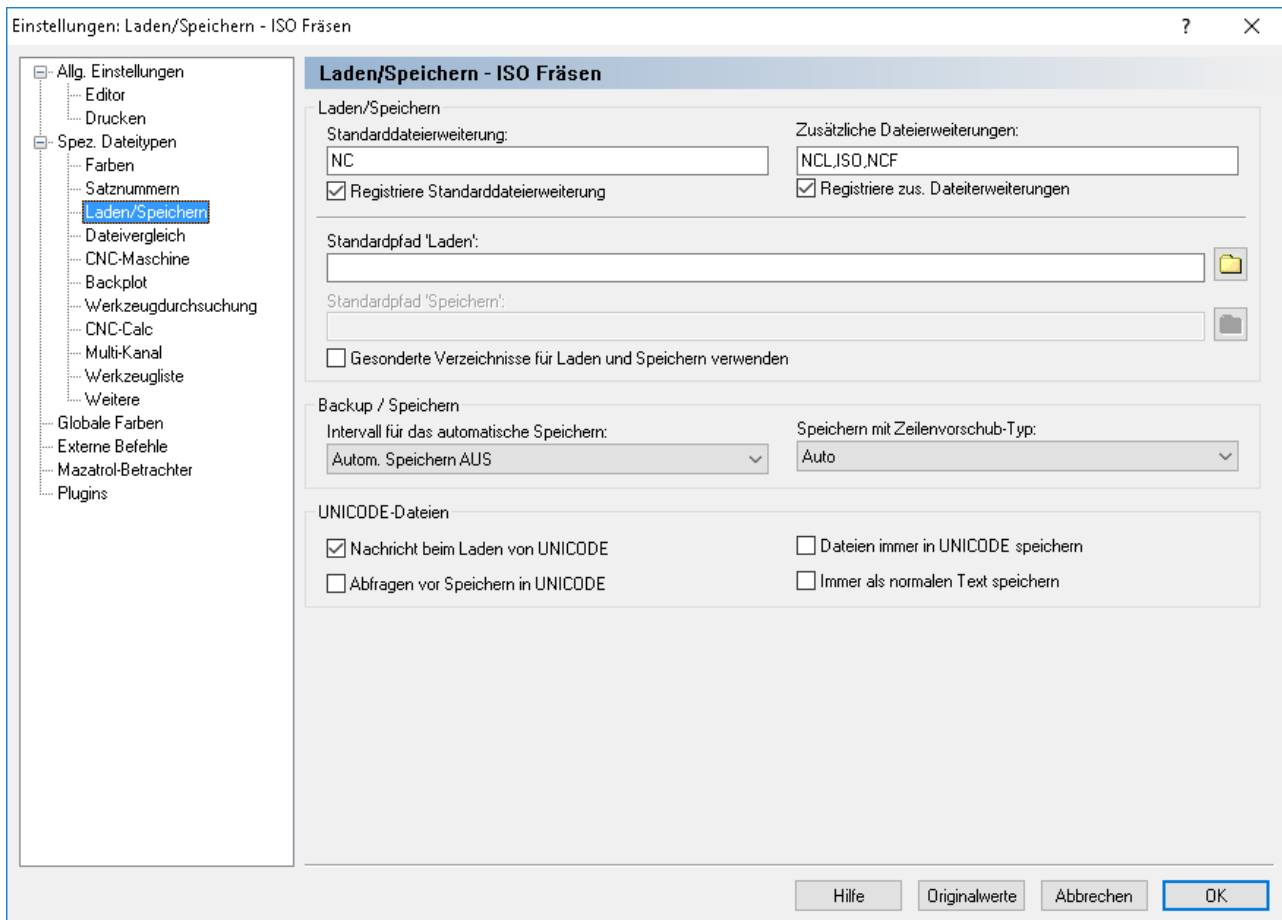 Einstellungen: Laden/Speichern - ISO Fräsen
?
Allg. Einstellungen
Editor
Drucken
Spez. Dateitypen
Farben
Satznummern
Laden/Speichern
Dateivergleich
CNC-Maschine
Backplot
Werkzeugdurchsuchung
CNC-Calc
Multi-Kanal
Werkzeugliste
Weitere
Globale Farben
Externe Befehle
Mazatrol-Betrachter
Plugins
Laden/Speichern - ISO Fräsen
Laden/Speichern
Standarddateierweiterung:
NC
Registriere Standarddateierweiterung
Zusätzliche Dateierweiterungen:
NCL,ISO,NCF
Registriere zus. Dateiterweiterungen
Standardpfad 'Laden':
Standardpfad 'Speichern':
Gesonderte Verzeichnisse für Laden und Speichern verwenden
Backup / Speichern
Intervall für das automatische Speichern:
Autom. Speichern AUS
Speichern mit Zeilenvorschub-Typ:
Auto
UNICODE-Dateien
Nachricht beim Laden von UNICODE
Dateien immer in UNICODE speichern
Abfragen vor Speichern in UNICODE
Immer als normalen Text speichern
Hilfe
Originalwerte
Abbrechen
OK